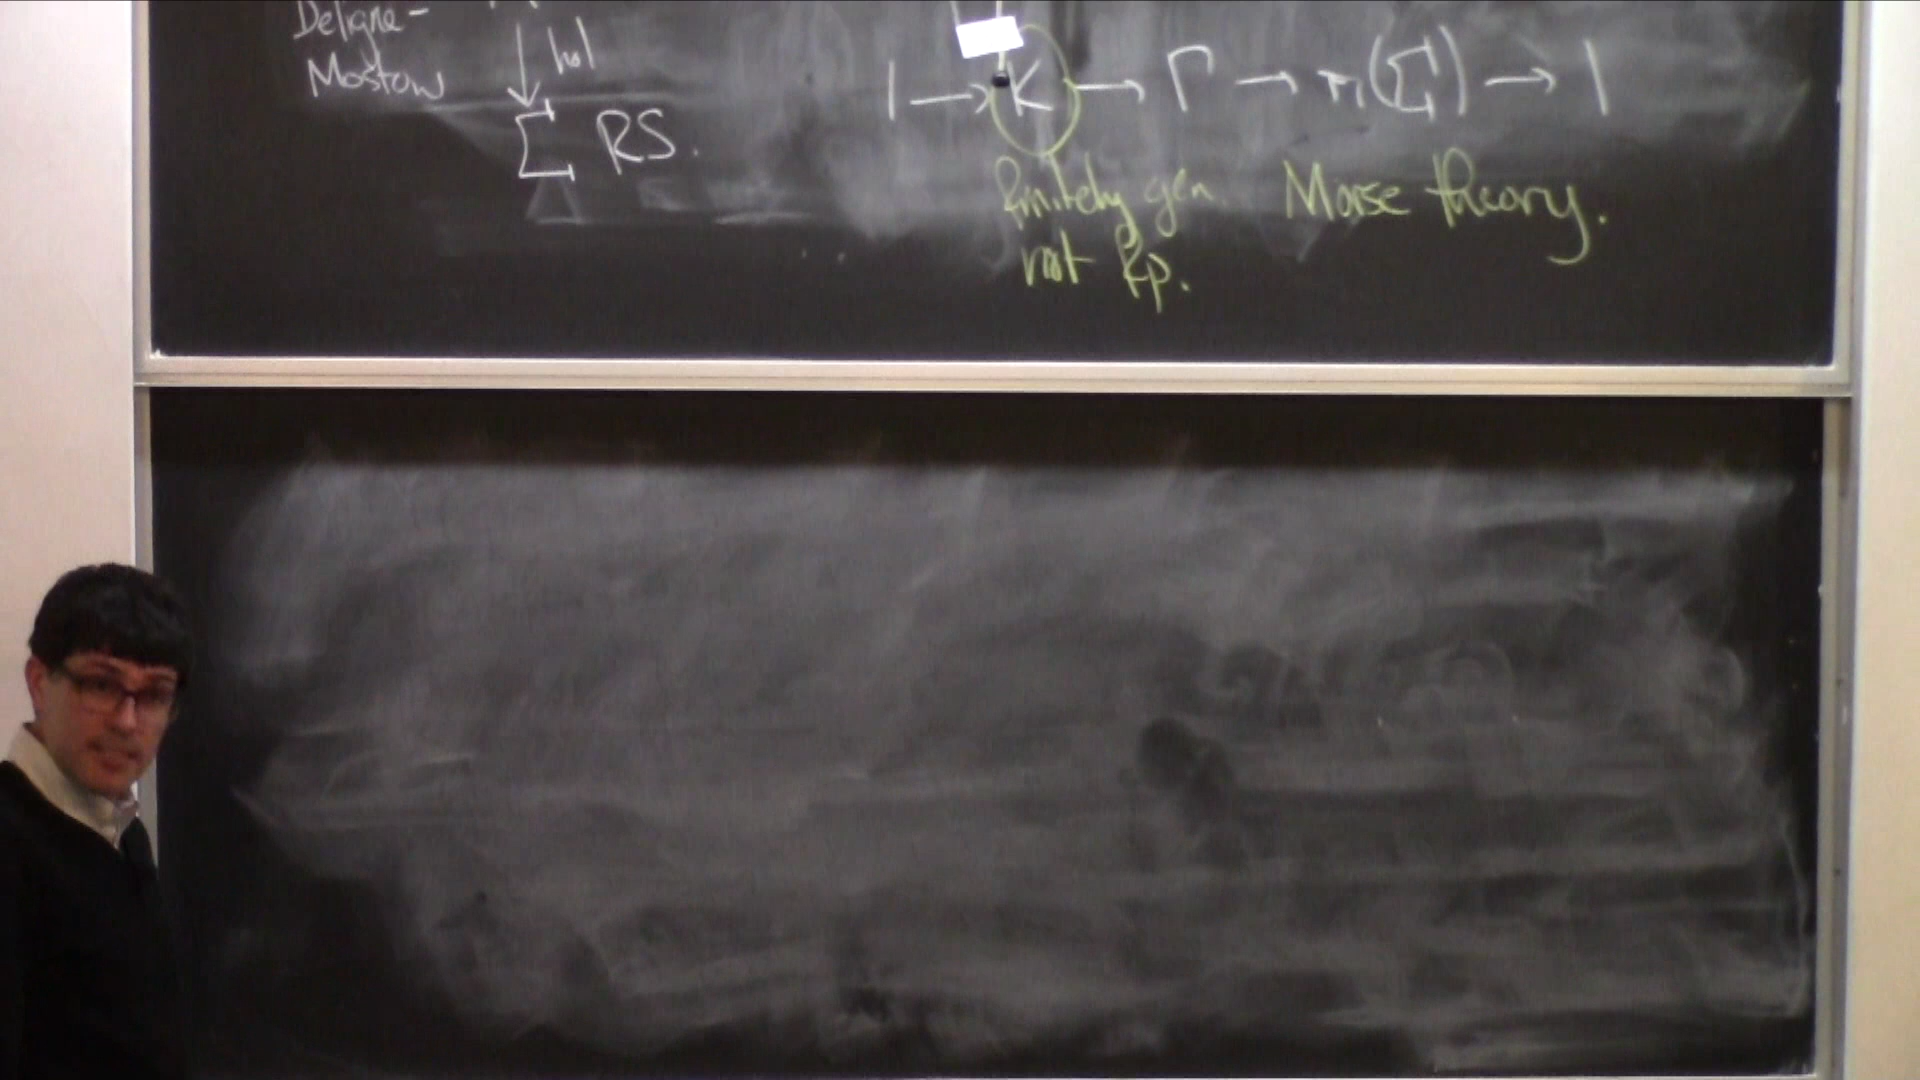 Deligne-
Mostow
↓ hol
Σ RS.
1 → K → Γ → π₁(Σ) → 1
finitely gen.
not f.p.
Morse theory.